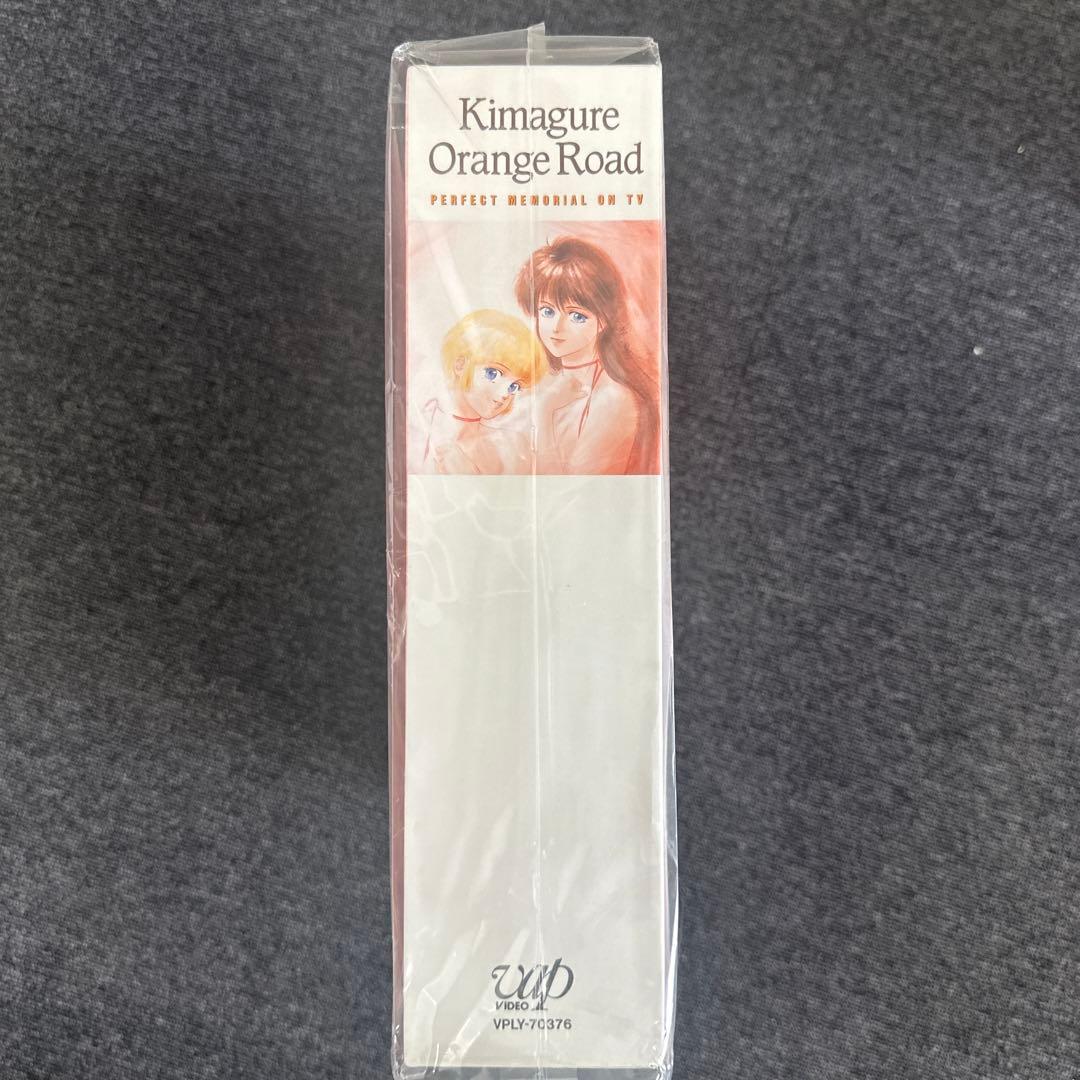 Kimagure
Orange Road
PERFECT MEMORIAL ON TV
vap
VIDEO
VPLY-70376